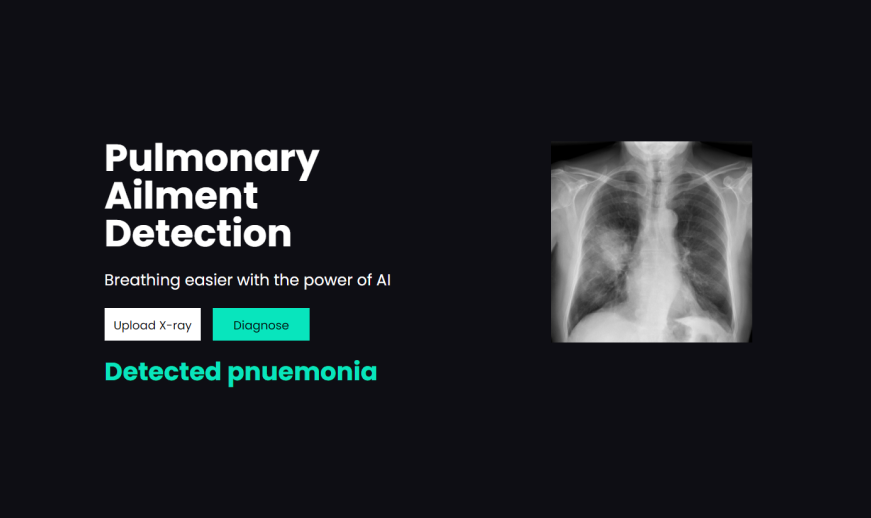 Pulmonary
Ailment
Detection
Breathing easier with the power of AI
Upload X-ray
Diagnose
Detected pnuemonia